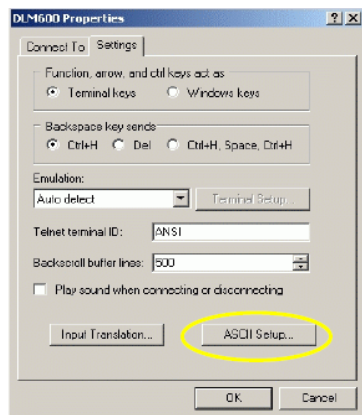 DLM600 Properties
Connect To Settings
Function, arrow, and ctrl keys act as
Terminal keys Windows keys
Backspace key sends
Ctrl+H Del Ctrl+H, Space, Ctrl+H
Emulation:
Auto detect Terminal Setup...
Telnet terminal ID: ANSI
Backscroll buffer lines: 500
Play sound when connecting or disconnecting
Input Translation... ASCII Setup...
OK Cancel